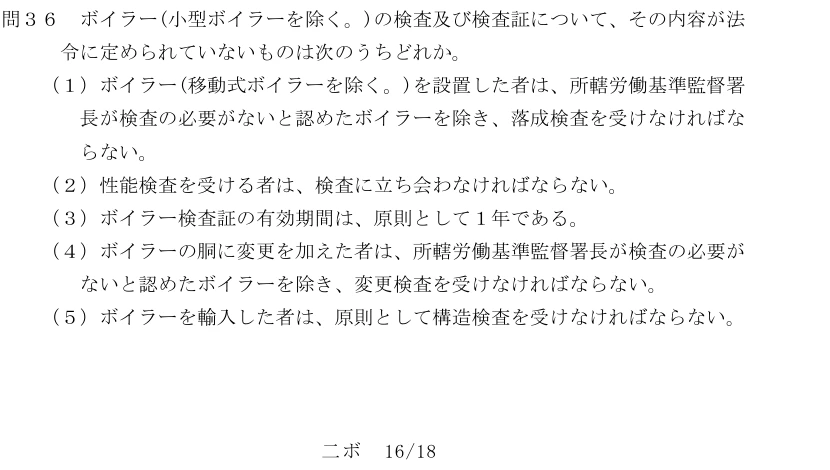 問３６　ボイラー(小型ボイラーを除く。)の検査及び検査証について、その内容が法
令に定められていないものは次のうちどれか。
（１）ボイラー(移動式ボイラーを除く。)を設置した者は、所轄労働基準監督署
長が検査の必要がないと認めたボイラーを除き、落成検査を受けなければな
らない。
（２）性能検査を受ける者は、検査に立ち会わなければならない。
（３）ボイラー検査証の有効期間は、原則として１年である。
（４）ボイラーの胴に変更を加えた者は、所轄労働基準監督署長が検査の必要が
ないと認めたボイラーを除き、変更検査を受けなければならない。
（５）ボイラーを輸入した者は、原則として構造検査を受けなければならない。
二ボ　16/18